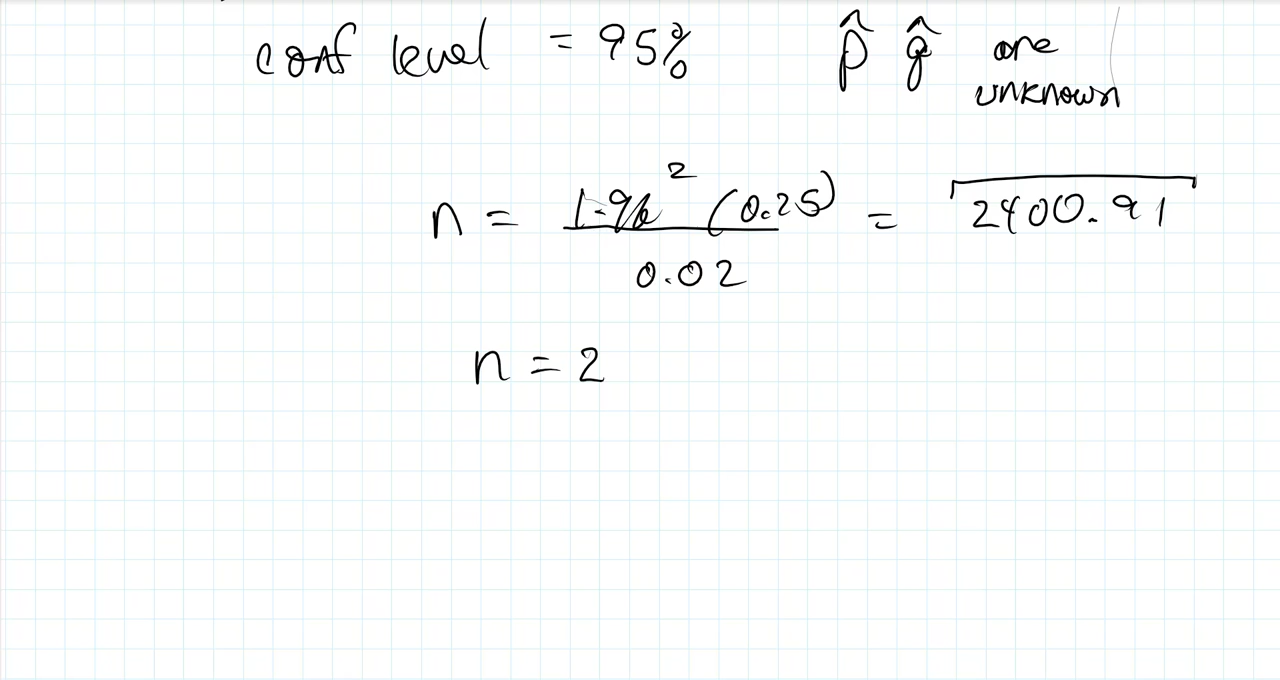 conf level = 95% p̂ q̂ are
unknown
n = 1.96² (0.25) / 0.02 = 2400.91
n = 2